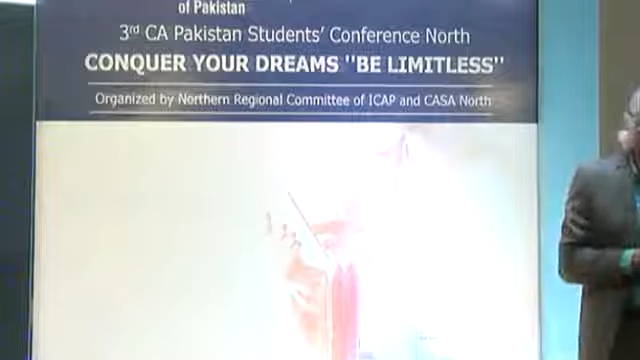 of Pakistan
3rd CA Pakistan Students' Conference North
CONQUER YOUR DREAMS "BE LIMITLESS"
Organized by Northern Regional Committee of ICAP and CASA North